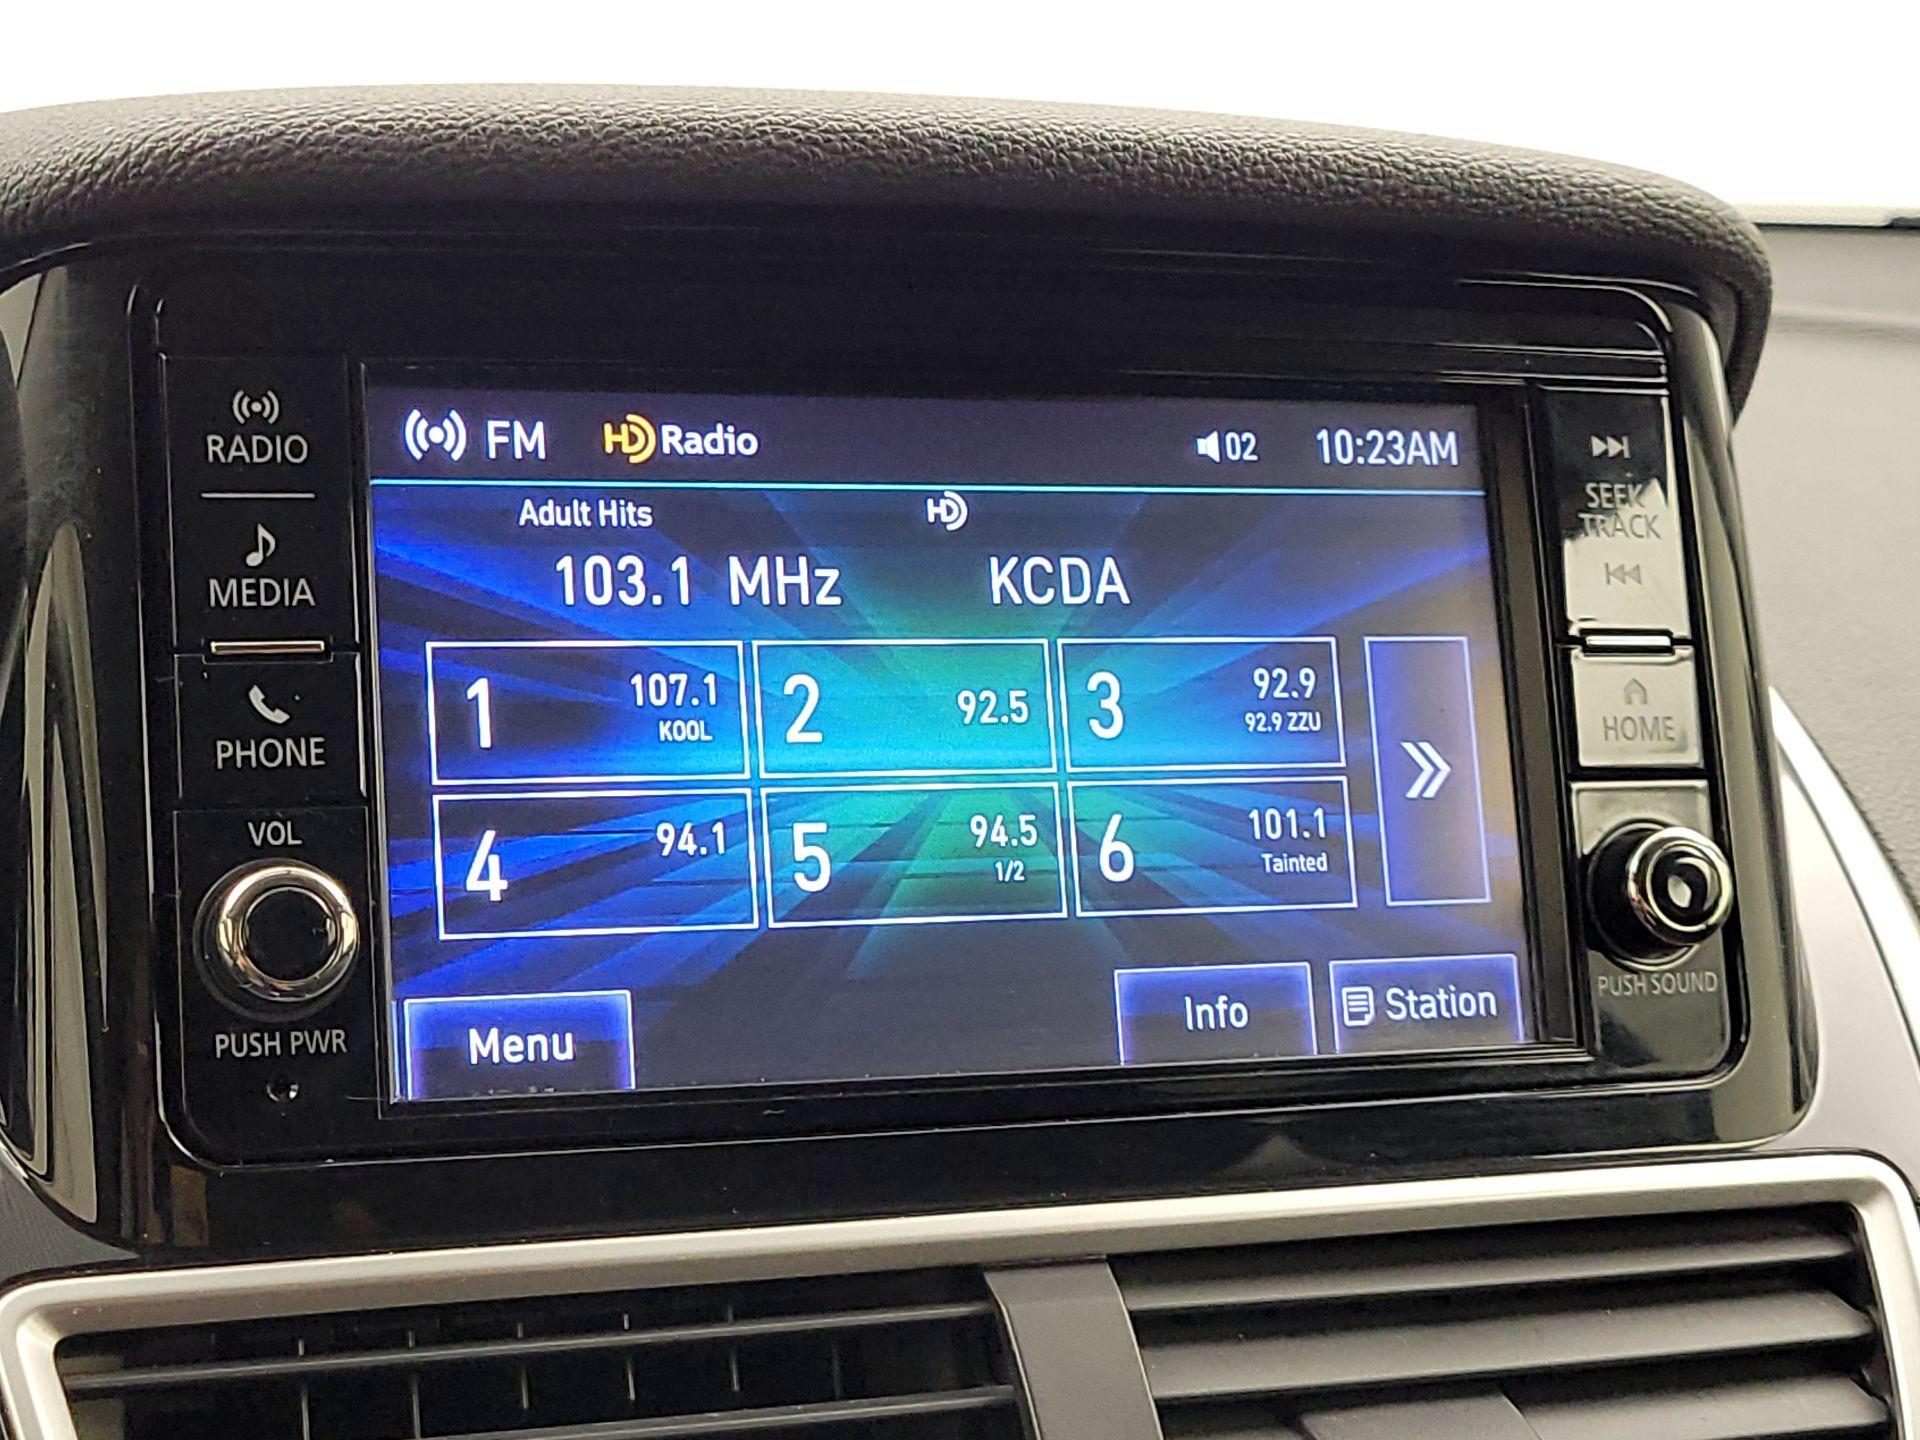 RADIO
MEDIA
PHONE
VOL
PUSH PWR
FM HD Radio 02 10:23AM
Adult Hits HD
103.1 MHz KCDA
1 107.1
KOOL
2 92.5
3 92.9
92.9 ZZU
4 94.1
5 94.5
1/2
6 101.1
Tainted
Menu Info Station
SEEK
TRACK
HOME
PUSH SOUND